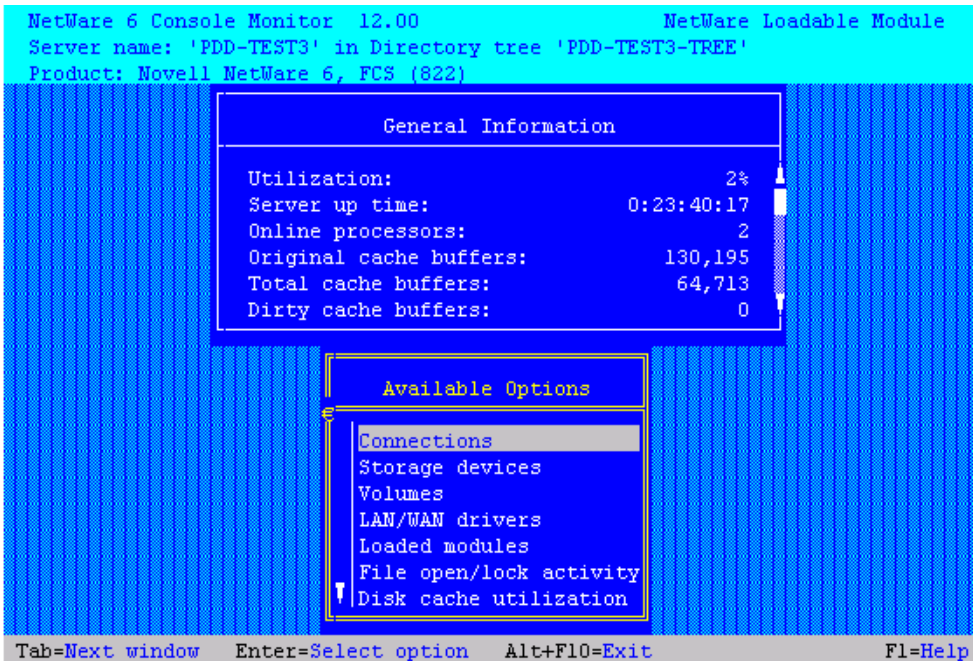 NetWare 6 Console Monitor 12.00 NetWare Loadable Module
Server name: 'PDD-TEST3' in Directory tree 'PDD-TEST3-TREE'
Product: Novell NetWare 6, FCS (822)
General Information
Utilization: 2%
Server up time: 0:23:40:17
Online processors: 2
Original cache buffers: 130,195
Total cache buffers: 64,713
Dirty cache buffers: 0
Available Options
€
Connections
Storage devices
Volumes
LAN/WAN drivers
Loaded modules
File open/lock activity
Disk cache utilization
Tab=Next window Enter=Select option Alt+F10=Exit F1=Help